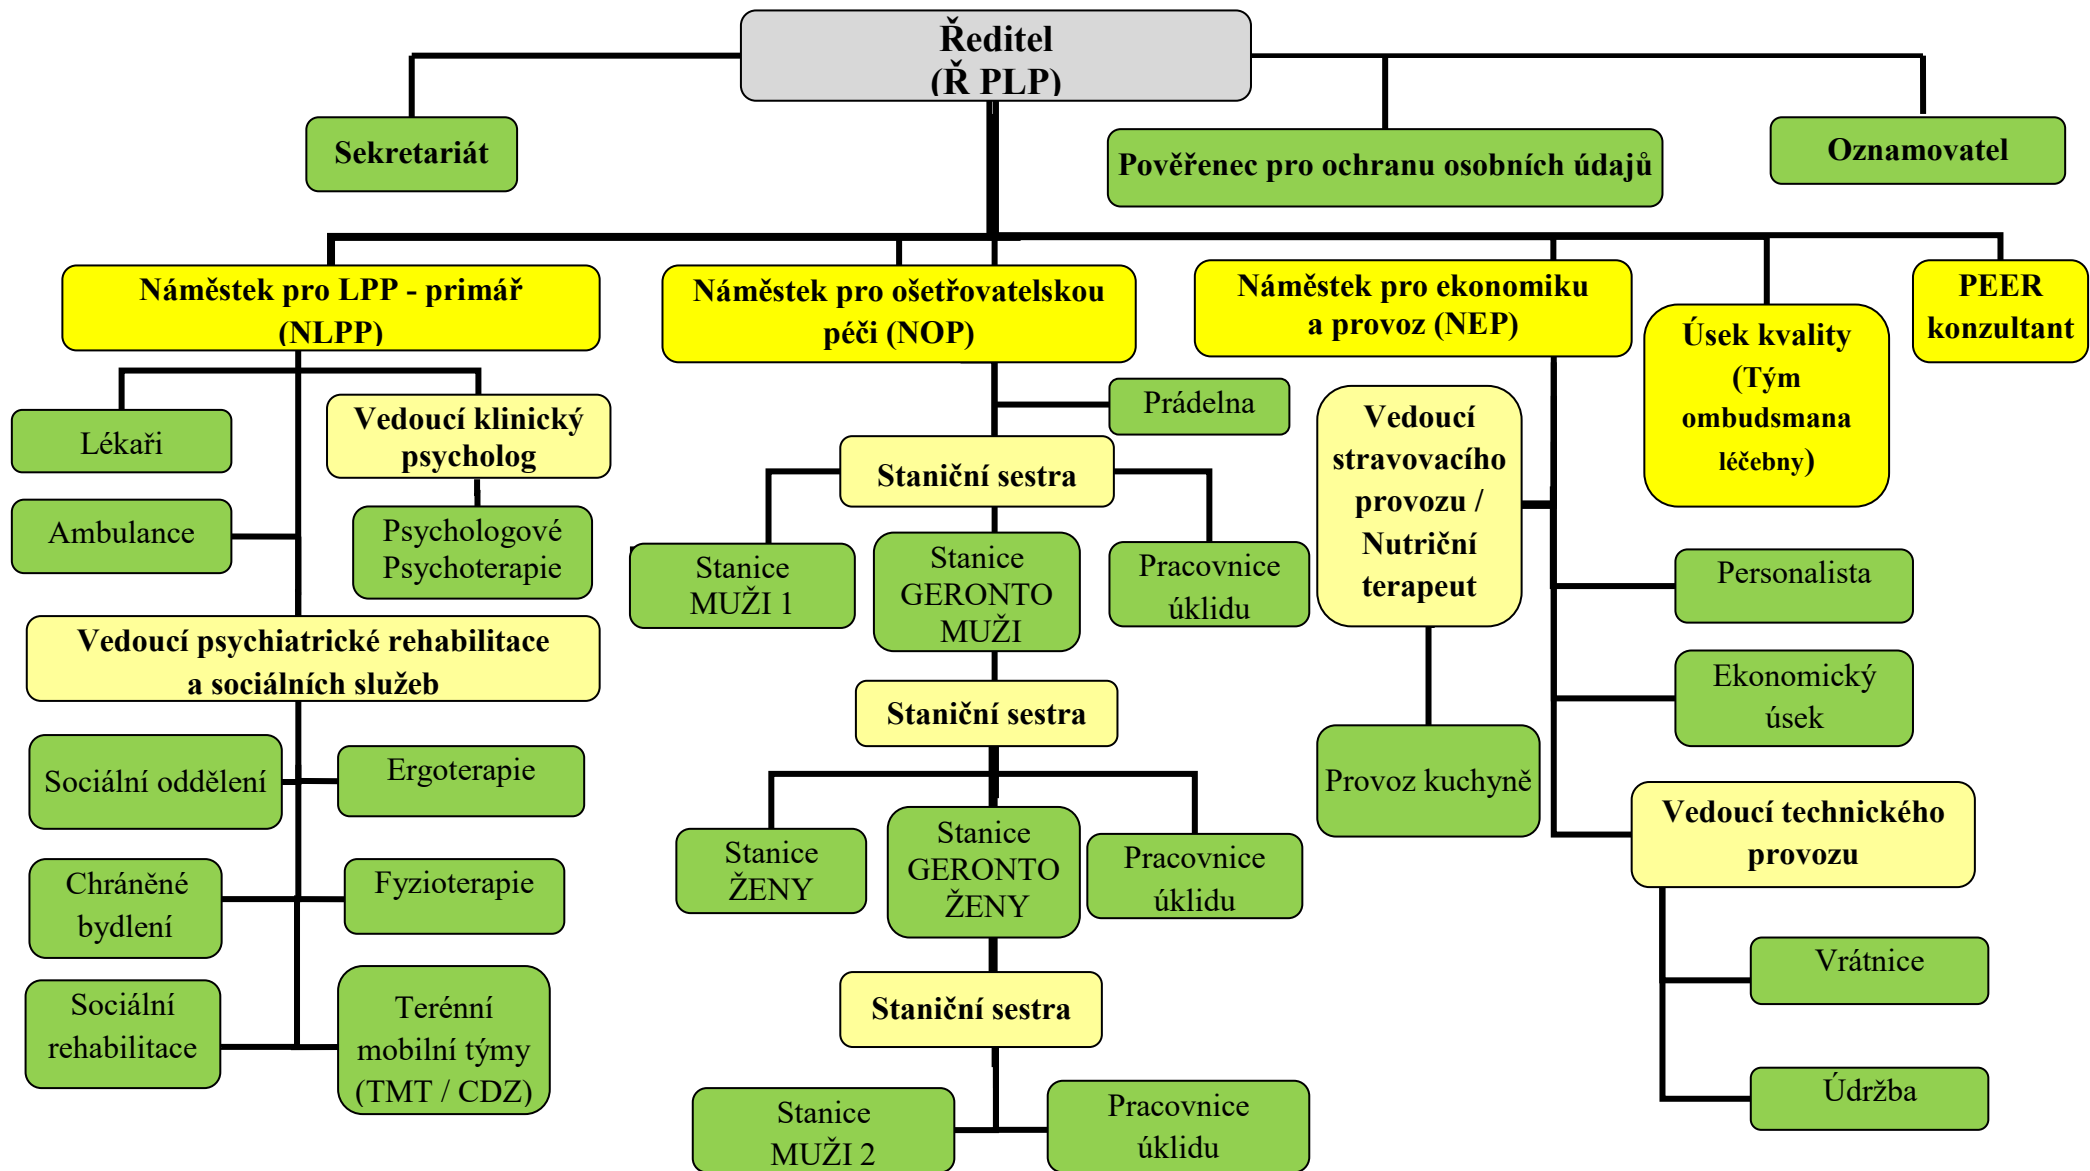 Ředitel
(Ř PLP)
Sekretariát
Pověřenec pro ochranu osobních údajů
Oznamovatel
Náměstek pro LPP - primář
(NLPP)
Náměstek pro ošetřovatelskou
péči (NOP)
Náměstek pro ekonomiku
a provoz (NEP)
Úsek kvality
(Tým
ombudsmana
léčebny)
PEER
konzultant
Lékaři
Vedoucí klinický
psycholog
Ambulance
Psychologové
Psychoterapie
Vedoucí psychiatrické rehabilitace
a sociálních služeb
Sociální oddělení
Ergoterapie
Chráněné
bydlení
Fyzioterapie
Sociální
rehabilitace
Terénní
mobilní týmy
(TMT / CDZ)
Prádelna
Staniční sestra
Stanice
MUŽI 1
Stanice
GERONTO
MUŽI
Pracovnice
úklidu
Staniční sestra
Stanice
ŽENY
Stanice
GERONTO
ŽENY
Pracovnice
úklidu
Staniční sestra
Stanice
MUŽI 2
Pracovnice
úklidu
Vedoucí
stravovacího
provozu /
Nutriční
terapeut
Provoz kuchyně
Personalista
Ekonomický
úsek
Vedoucí technického
provozu
Vrátnice
Údržba